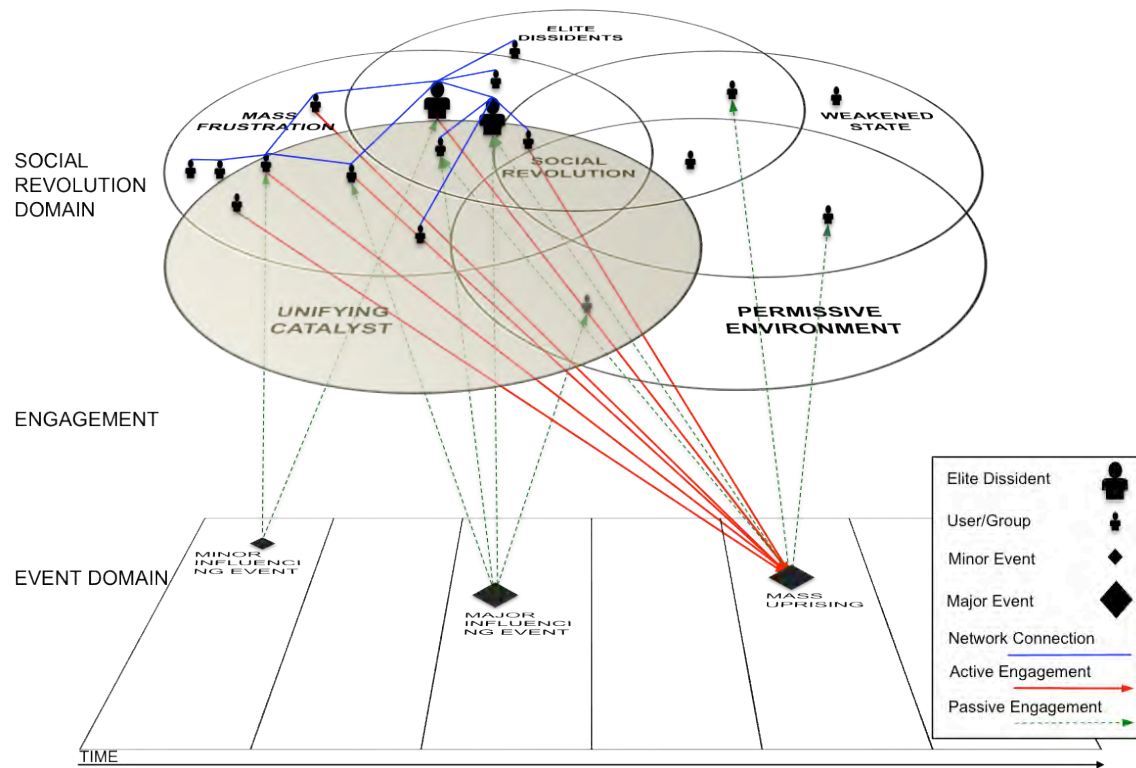 ELITE
DISSIDENTS
MASS
FRUSTRATION
WEAKENED
STATE
SOCIAL
REVOLUTION
DOMAIN
SOCIAL
REVOLUTION
UNIFYING
CATALYST
PERMISSIVE
ENVIRONMENT
ENGAGEMENT
EVENT DOMAIN
MINOR
INFLUENCI
NG EVENT
MAJOR
INFLUENCI
NG EVENT
MASS
UPRISING
TIME
Elite Dissident
User/Group
Minor Event
Major Event
Network Connection
Active Engagement
Passive Engagement